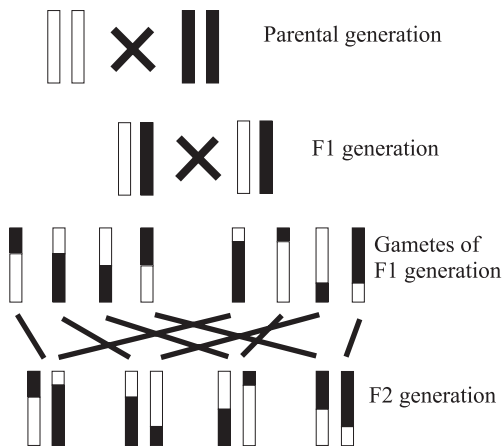 Parental generation
F1 generation
Gametes of
F1 generation
F2 generation